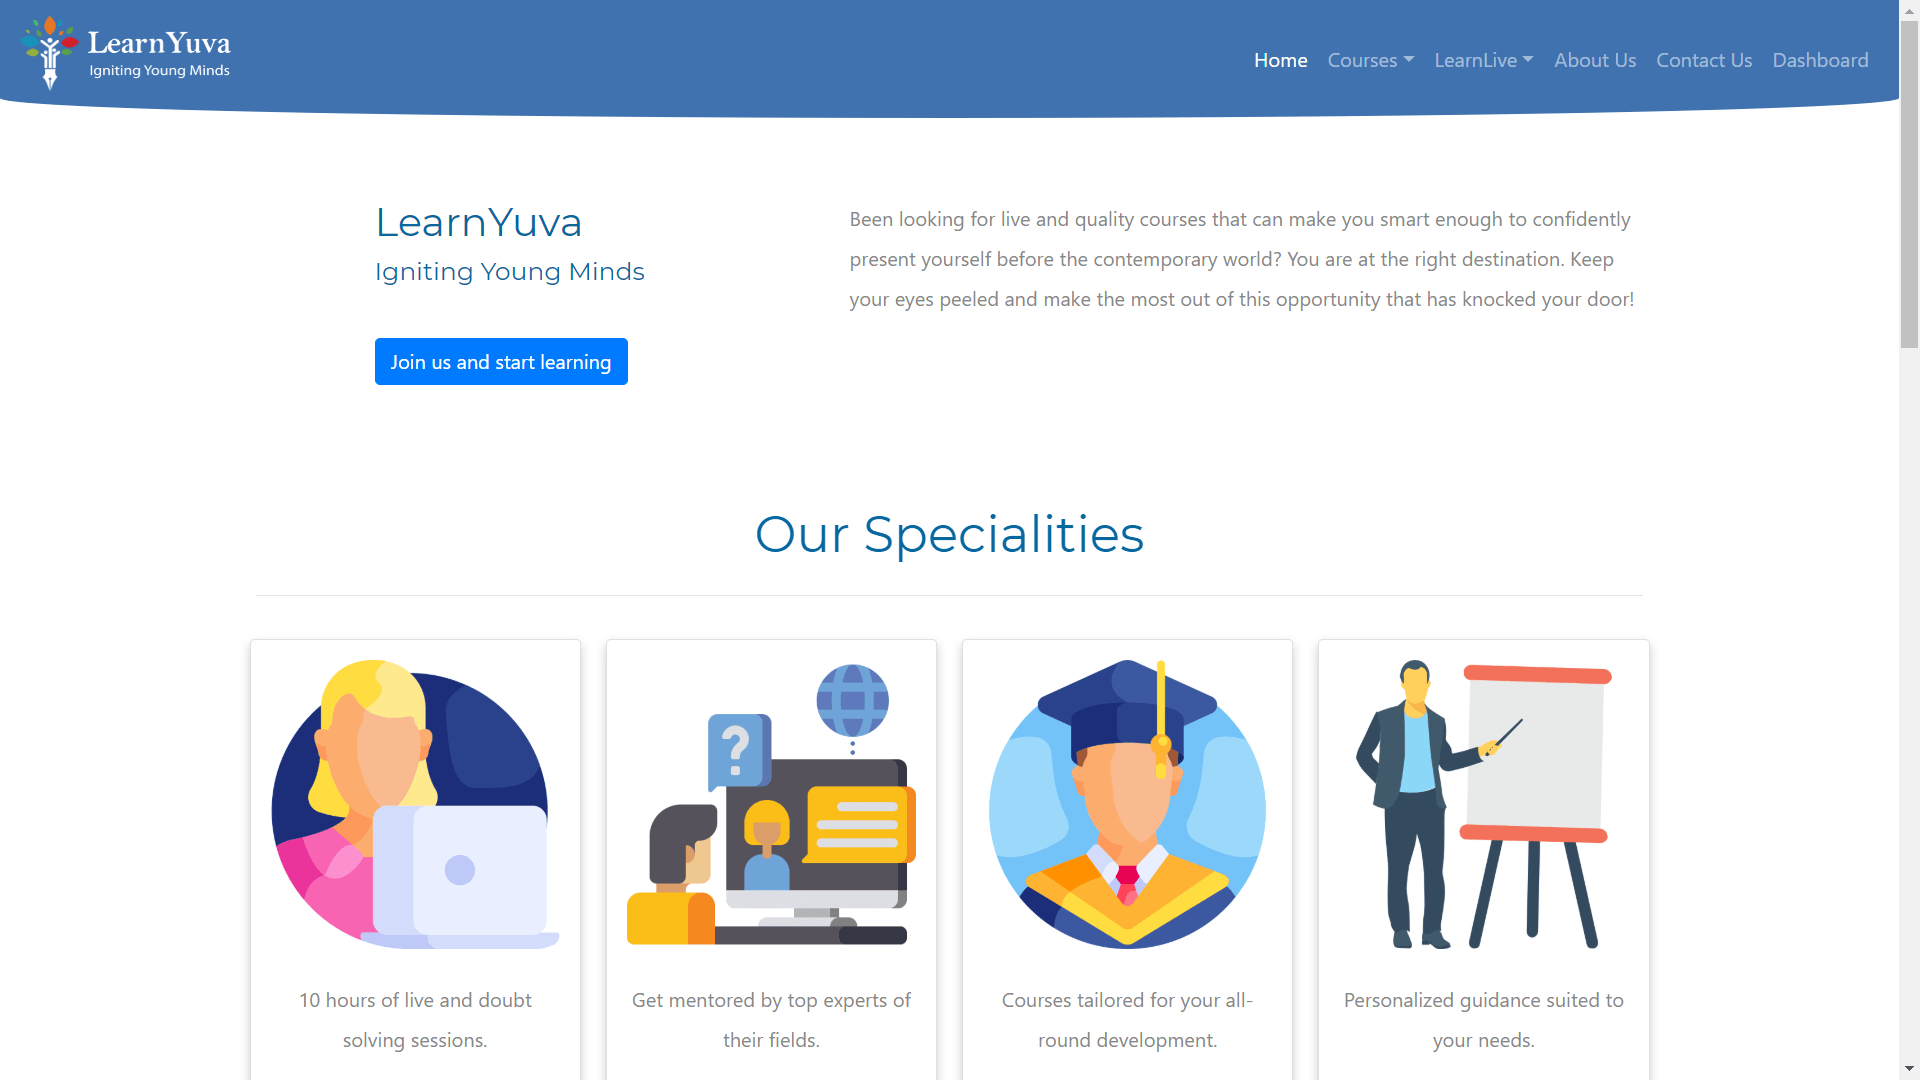 LearnYuva
Igniting Young Minds
Home Courses LearnLive About Us Contact Us Dashboard
LearnYuva
Igniting Young Minds
Join us and start learning
Been looking for live and quality courses that can make you smart enough to confidently
present yourself before the contemporary world? You are at the right destination. Keep
your eyes peeled and make the most out of this opportunity that has knocked your door!
Our Specialities
?
10 hours of live and doubt
solving sessions.
Get mentored by top experts of
their fields.
Courses tailored for your all-
round development.
Personalized guidance suited to
your needs.